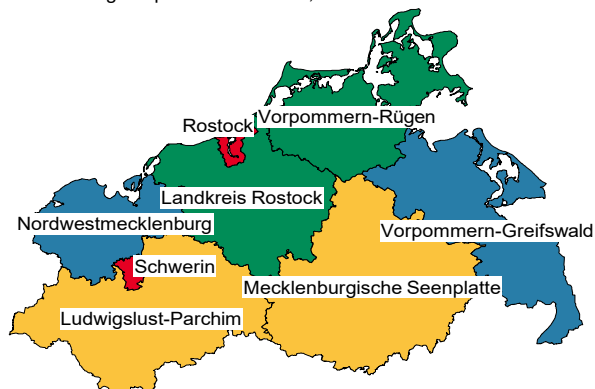 Rostock
Vorpommern-Rügen
Landkreis Rostock
Nordwestmecklenburg
Vorpommern-Greifswald
Schwerin
Mecklenburgische Seenplatte
Ludwigslust-Parchim